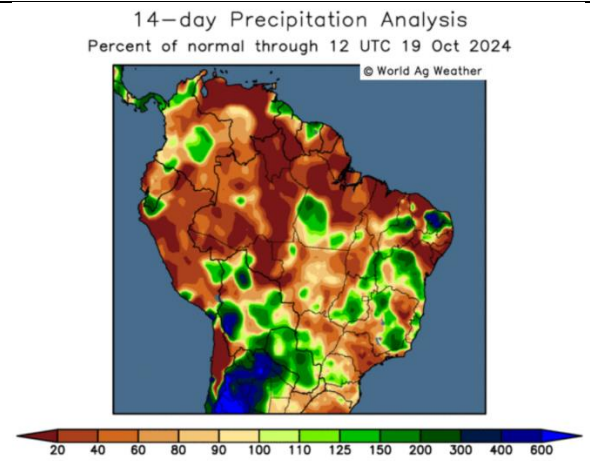 14-day Precipitation Analysis
Percent of normal through 12 UTC 19 Oct 2024
© World Ag Weather
20 40 60 80 90 100 110 125 150 200 300 400 600